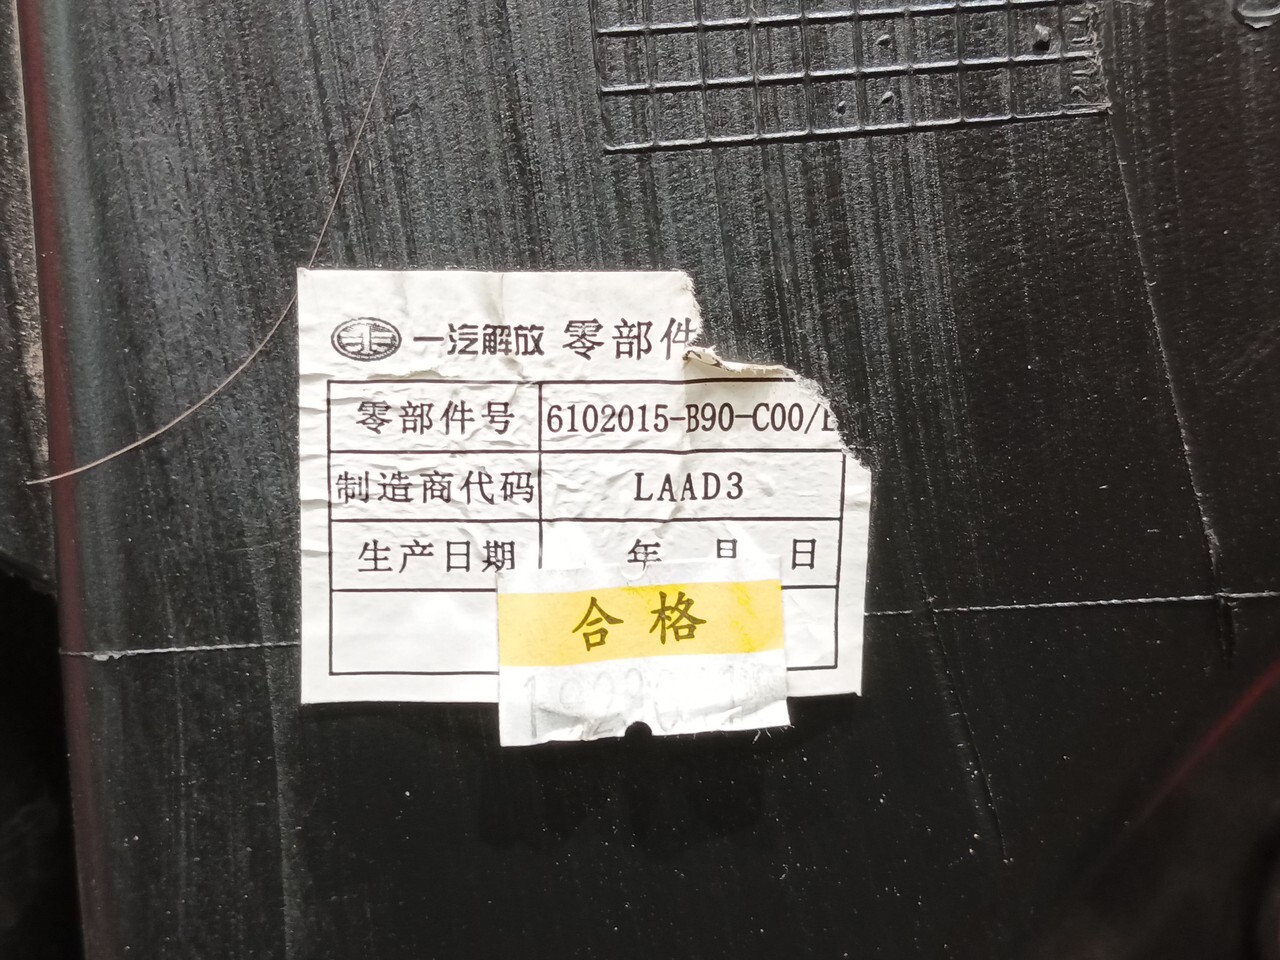 一汽解放 零部件
零部件号 6102015-B90-C00/
制造商代码 LAAD3
生产日期 年 月 日
合格